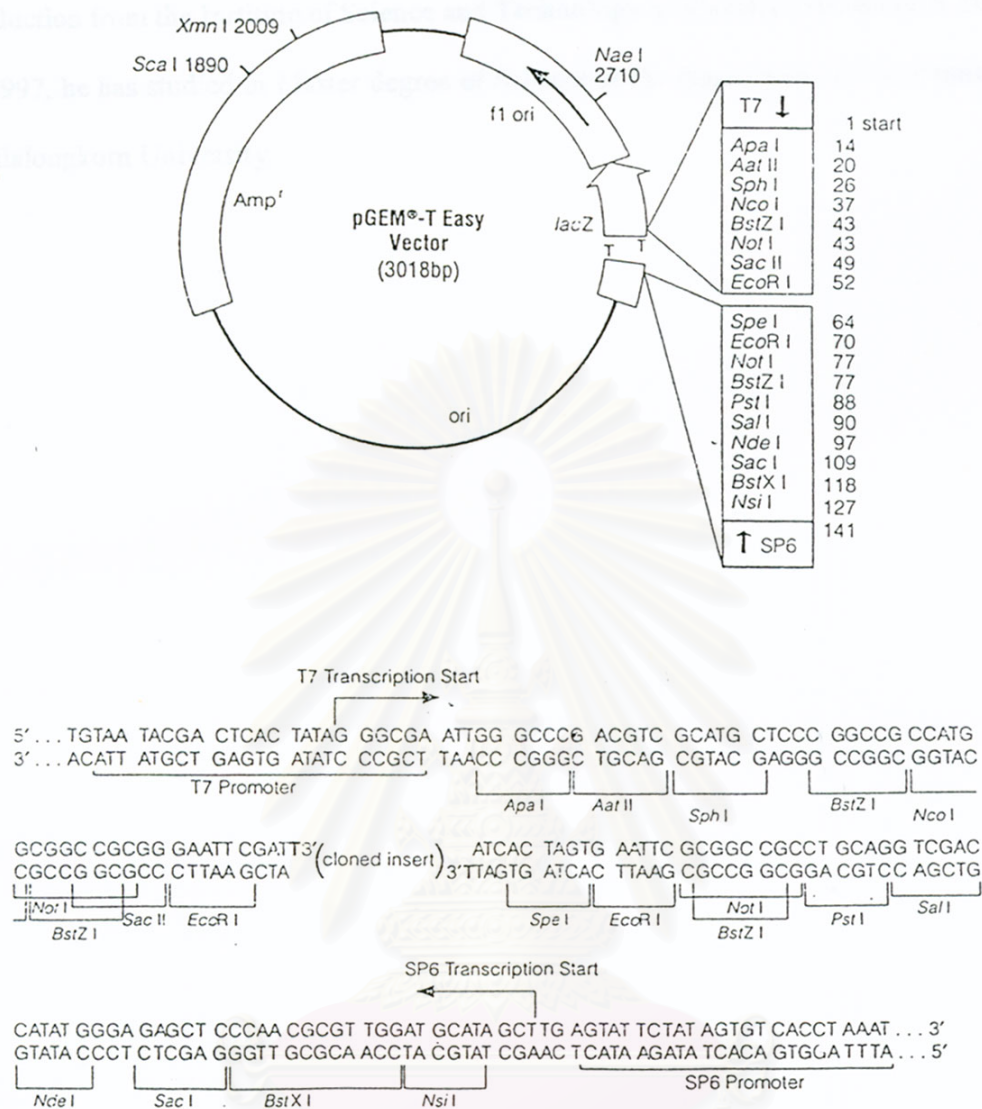 Xmn I 2009
Sca I 1890
Nae I
2710
f1 ori
Ampʳ
pGEM®-T Easy
Vector
(3018bp)
lacZ
T T
ori
T7 ↓
1 start
Apa I 14
Aat II 20
Sph I 26
Nco I 37
BstZ I 43
Not I 43
Sac II 49
EcoR I 52
Spe I 64
EcoR I 70
Not I 77
BstZ I 77
Pst I 88
Sal I 90
Nde I 97
Sac I 109
BstX I 118
Nsi I 127
141
↑ SP6
T7 Transcription Start
5′ . . . TGTAA TACGA CTCAC TATAG GGCGA ATTGG GCCCG ACGTC GCATG CTCCC GGCCG CCATG
3′ . . . ACATT ATGCT GAGTG ATATC CCGCT TAACC CGGGC TGCAG CGTAC GAGGG CCGGC GGTAC
T7 Promoter
Apa I Aat II Sph I BstZ I Nco I
GCGGC CGCGG GAATT CGATT3′ (cloned insert) ATCAC TAGTG AATTC GCGGC CGCCT GCAGG TCGAC
CGCCG GCGCC CTTAA GCTA 3′TTAGTG ATCAC TTAAG CGCCG GCGGA CGTCC AGCTG
Not I
BstZ I Sac II EcoR I Spe I EcoR I Not I
BstZ I Pst I Sal I
SP6 Transcription Start
CATAT GGGA GAGCT CCCAA CGCGT TGGAT GCATA GCTTG AGTAT TCTAT AGTGT CACCT AAAT . . . 3′
GTATA CCCT CTCGAG GGTT GCGCA ACCTA CGTAT CGAAC TCATA AGATA TCACA GTGGA TTTA . . . 5′
Nde I Sac I BstX I Nsi I SP6 Promoter